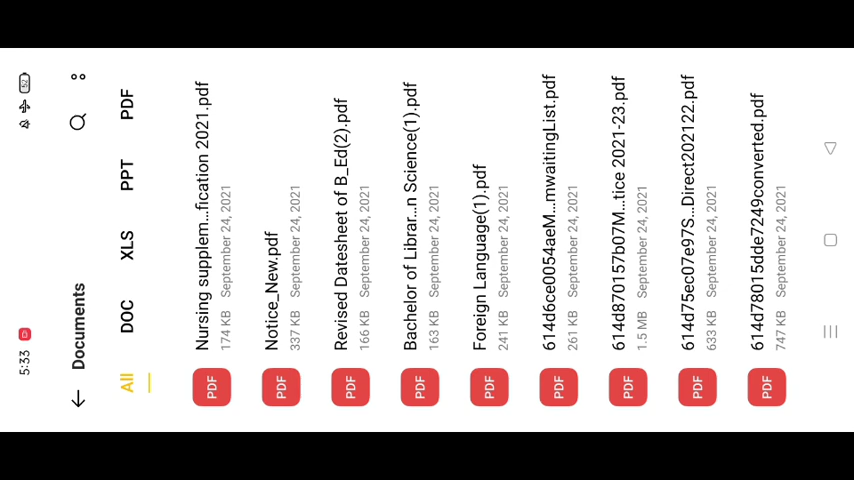 5:33
52
← Documents
All DOC XLS PPT PDF
PDF
Nursing supplem...fication 2021.pdf
174 KB September 24, 2021
PDF
Notice_New.pdf
337 KB September 24, 2021
PDF
Revised Datesheet of B_Ed(2).pdf
166 KB September 24, 2021
PDF
Bachelor of Librar...n Science(1).pdf
163 KB September 24, 2021
PDF
Foreign Language(1).pdf
241 KB September 24, 2021
PDF
614d6ce0054aeM...mwaitingList.pdf
261 KB September 24, 2021
PDF
614d870157b07M...tice 2021-23.pdf
1.5 MB September 24, 2021
PDF
614d75ec07e97S...Direct202122.pdf
633 KB September 24, 2021
PDF
614d78015dde7249converted.pdf
747 KB September 24, 2021